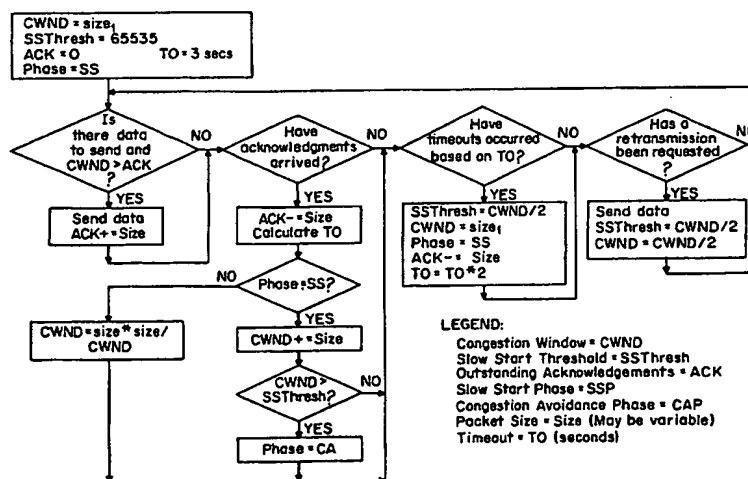 CWND = size₁
SSThresh = 65535
ACK = 0 TO = 3 secs
Phase = SS
Is
there data
to send and
CWND > ACK
?
NO
YES
Send data
ACK += Size
Have
acknowledgments
arrived?
NO
YES
ACK -= Size
Calculate TO
NO
Phase = SS?
YES
CWND = size * size/
CWND
CWND += Size
CWND >
SSThresh?
NO
YES
Phase = CA
Have
timeouts occurred
based on TO?
NO
YES
SSThresh = CWND/2
CWND = size₁
Phase = SS
ACK -= Size
TO = TO*2
Has a
retransmission
been requested
?
NO
YES
Send data
SSThresh = CWND/2
CWND = CWND/2
LEGEND:
Congestion Window = CWND
Slow Start Threshold = SSThresh
Outstanding Acknowledgements = ACK
Slow Start Phase = SSP
Congestion Avoidance Phase = CAP
Packet Size = Size (May be variable)
Timeout = TO (seconds)